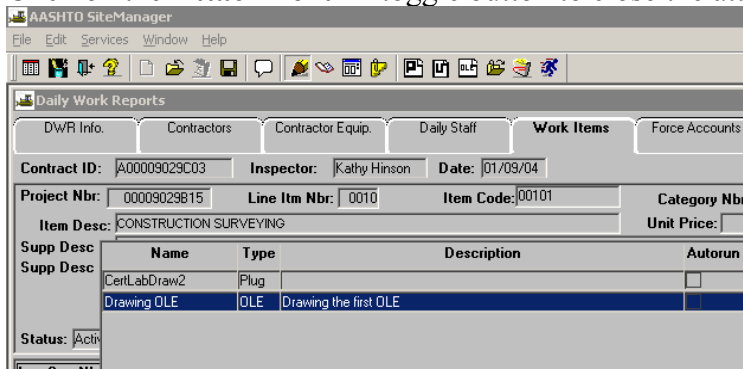 AASHTO SiteManager
File Edit Services Window Help
Daily Work Reports
DWR Info. Contractors Contractor Equip. Daily Staff Work Items Force Accounts
Contract ID: A00009029C03 Inspector: Kathy Hinson Date: 01/09/04
Project Nbr: 00009029B15 Line Itm Nbr: 0010 Item Code: 00101 Category Nbr
Item Desc: CONSTRUCTION SURVEYING Unit Price:
Supp Desc
Name Type Description Autorun
Supp Desc
CertLabDraw2 Plug
Drawing OLE OLE Drawing the first OLE
Status: Activ